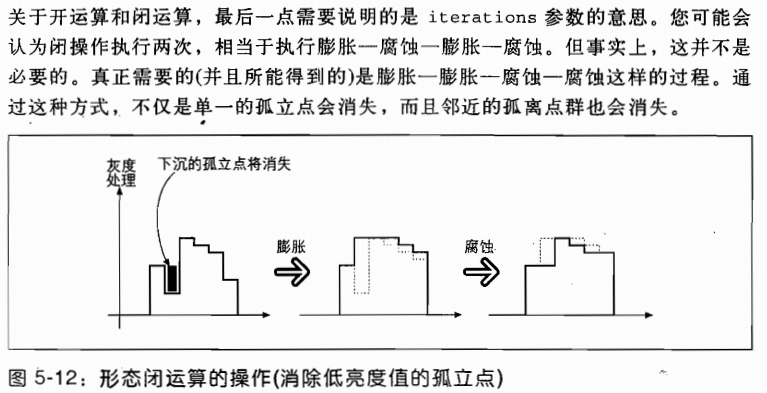 关于开运算和闭运算，最后一点需要说明的是 iterations 参数的意思。您可能会
认为闭操作执行两次，相当于执行膨胀—腐蚀—膨胀—腐蚀。但事实上，这并不是
必要的。真正需要的(并且所能得到的)是膨胀—膨胀—腐蚀—腐蚀这样的过程。通
过这种方式，不仅是单一的孤立点会消失，而且邻近的孤离点群也会消失。
灰度
处理
下沉的孤立点将消失
膨胀
腐蚀
图 5-12：形态闭运算的操作(消除低亮度值的孤立点)